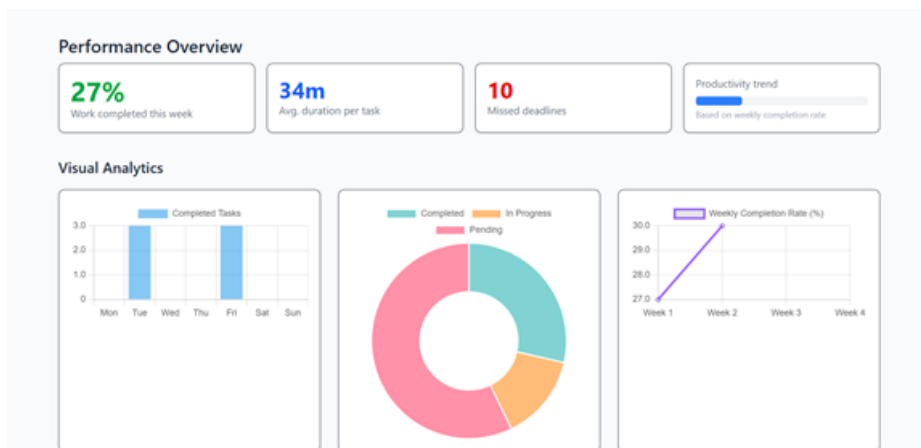 Performance Overview
27%
Work completed this week
34m
Avg. duration per task
10
Missed deadlines
Productivity trend
Based on weekly completion rate
Visual Analytics
Completed Tasks
3.0
2.0
1.0
0
Mon Tue Wed Thu Fri Sat Sun
Completed In Progress
Pending
Weekly Completion Rate (%)
30.0
29.0
28.0
27.0
Week 1 Week 2 Week 3 Week 4